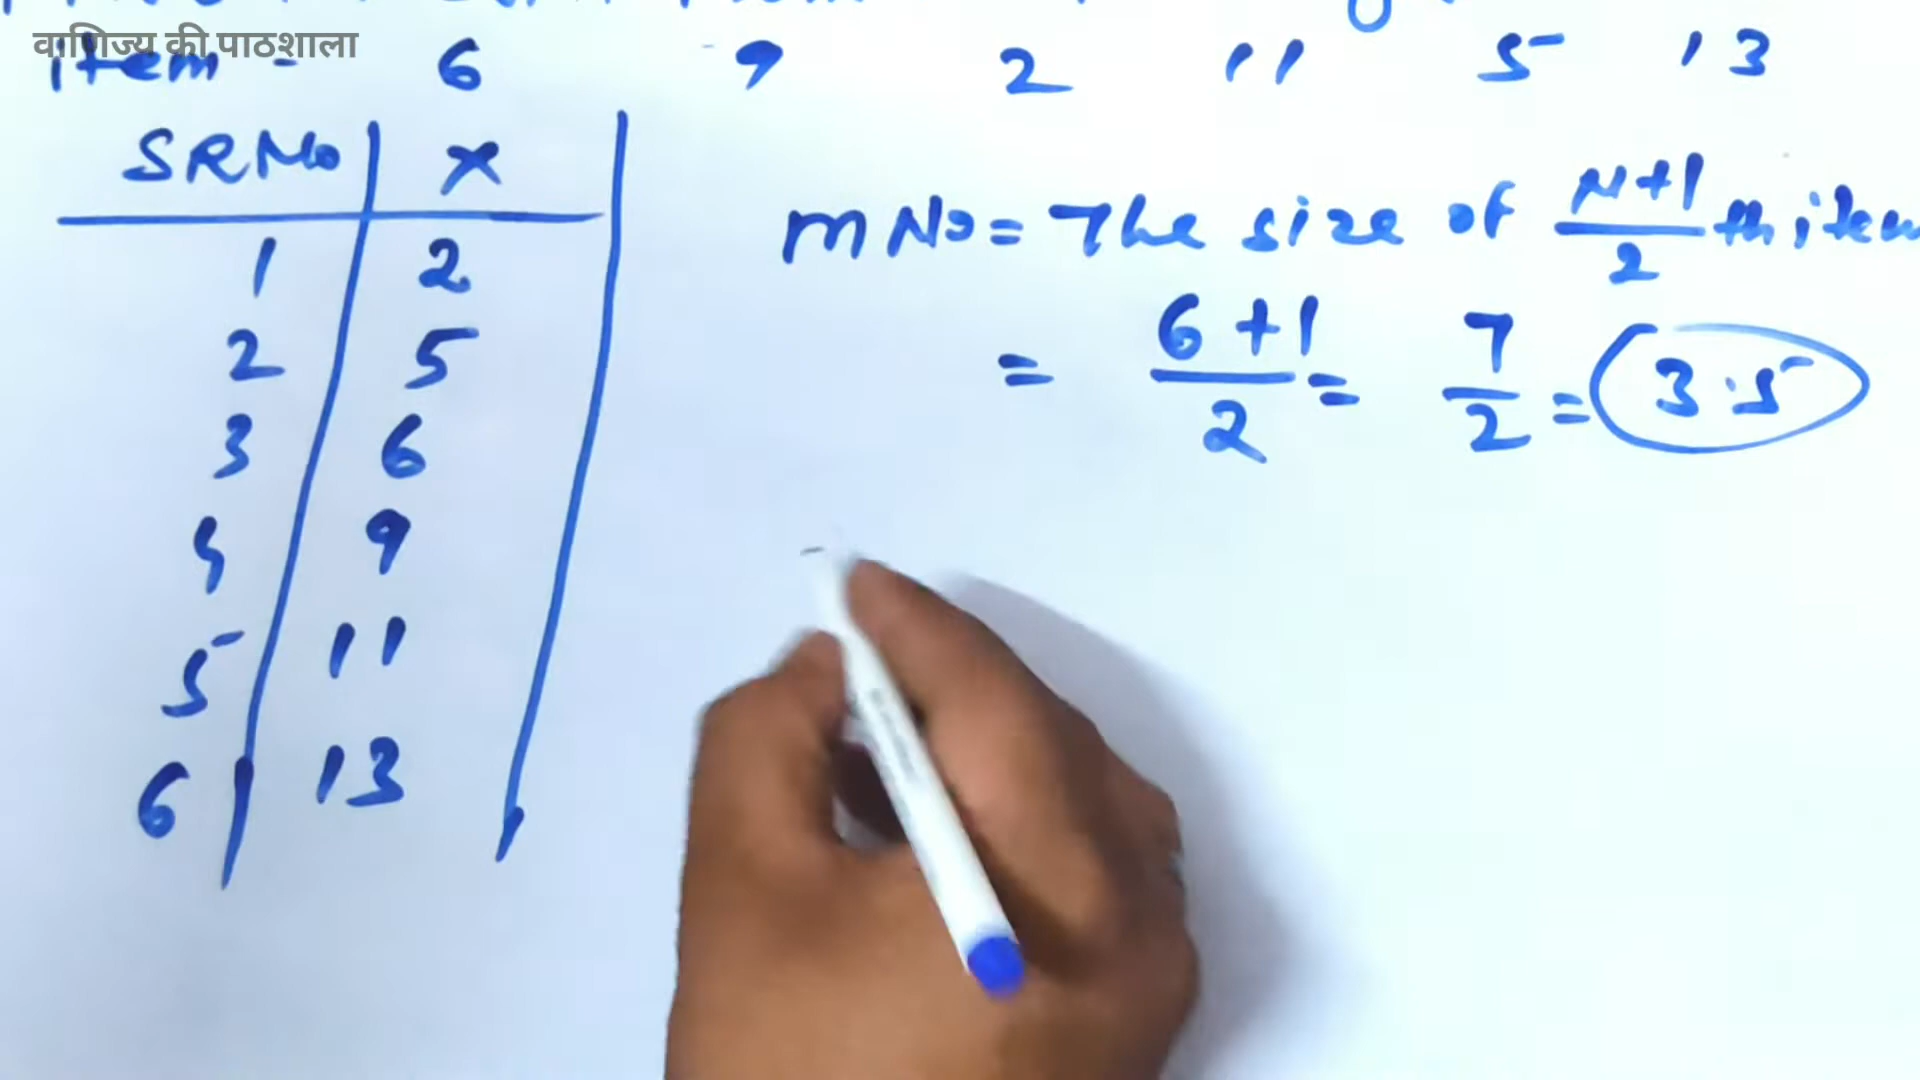 वाणिज्य की पाठशाला
item - 6 9 2 11 5 13
SR No X
1 2
2 5
3 6
4 9
5 11
6 13
M No = The size of N+1/2 th item
= 6+1/2 = 7/2 = 3.5